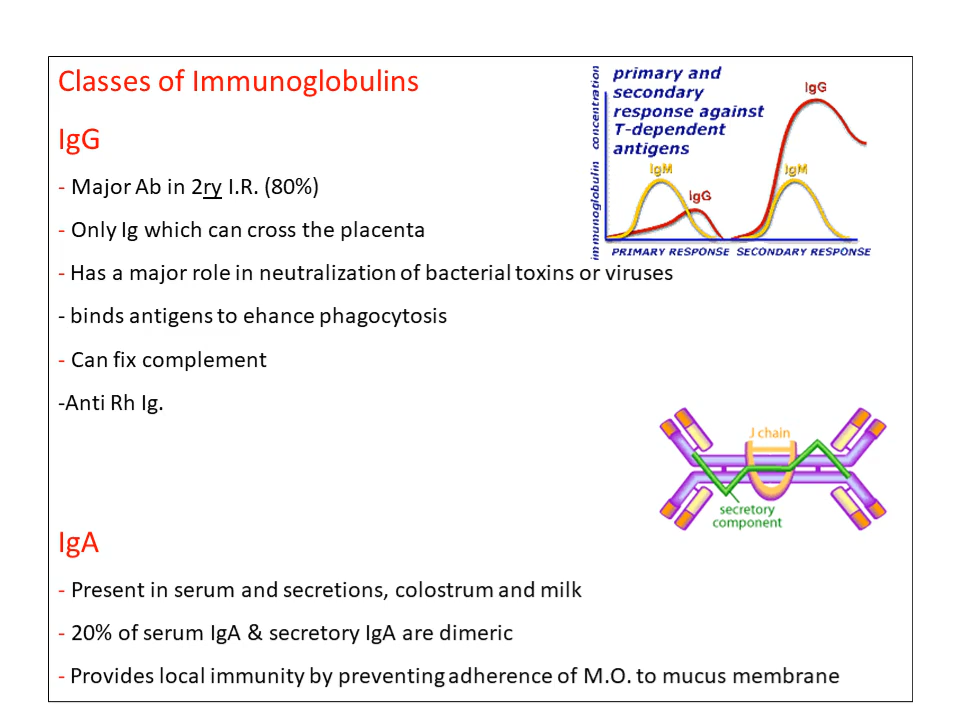 Classes of Immunoglobulins
IgG
- Major Ab in 2ry I.R. (80%)
- Only Ig which can cross the placenta
- Has a major role in neutralization of bacterial toxins or viruses
- binds antigens to ehance phagocytosis
- Can fix complement
-Anti Rh Ig.
primary and
secondary
response against
T-dependent
antigens
immunoglobulin concentration
IgM
IgG
IgM
IgG
PRIMARY RESPONSE
SECONDARY RESPONSE
J chain
secretory
component
IgA
- Present in serum and secretions, colostrum and milk
- 20% of serum IgA & secretory IgA are dimeric
- Provides local immunity by preventing adherence of M.O. to mucus membrane